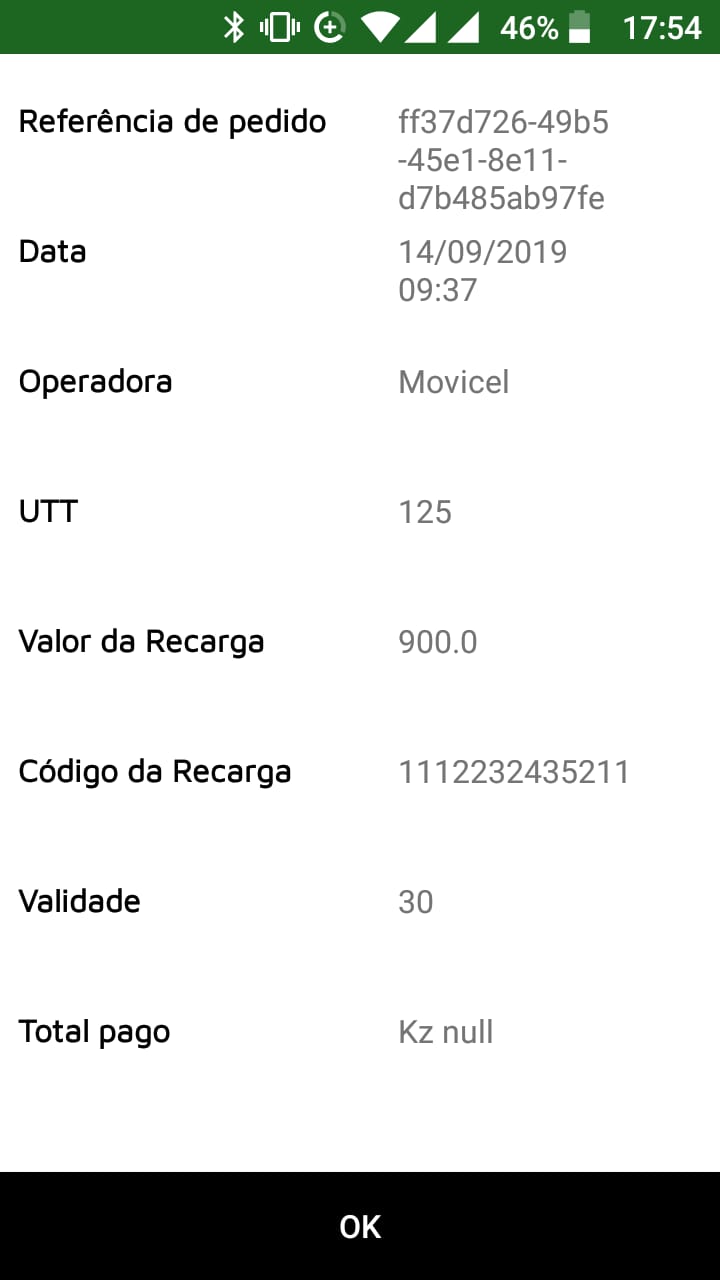 46% 17:54
Referência de pedido ff37d726-49b5
-45e1-8e11-
d7b485ab97fe
Data 14/09/2019
09:37
Operadora Movicel
UTT 125
Valor da Recarga 900.0
Código da Recarga 1112232435211
Validade 30
Total pago Kz null
OK